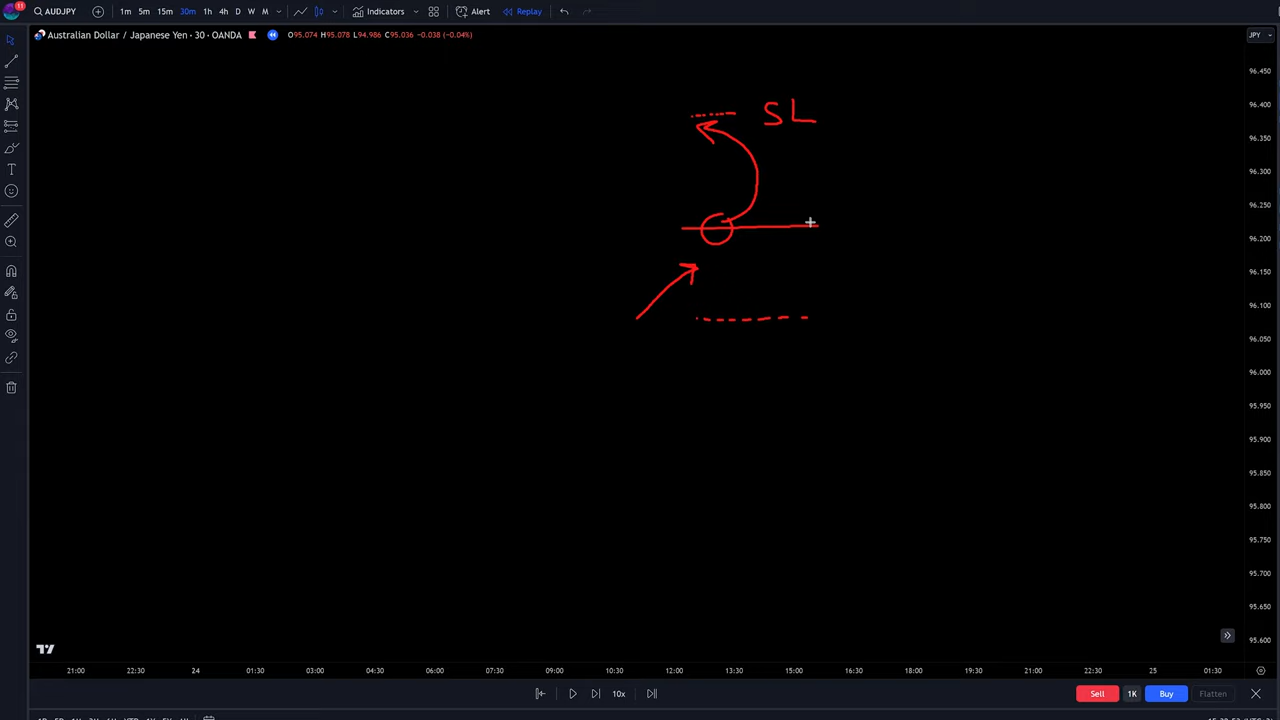 11
AUDJPY
1m 5m 15m 30m 1h 4h D W M
Indicators
Alert
Replay
Australian Dollar / Japanese Yen · 30 · OANDA
O95.074 H95.078 L94.986 C95.036 −0.038 (−0.04%)
JPY
SL
96.450
96.400
96.350
96.300
96.250
96.200
96.150
96.100
96.050
96.000
95.950
95.900
95.850
95.800
95.750
95.700
95.650
95.600
21:00 22:30 24 01:30 03:00 04:30 06:00 07:30 09:00 10:30 12:00 13:30 15:00 16:30 18:00 19:30 21:00 22:30 25 01:30
10x
Sell 1K Buy Flatten